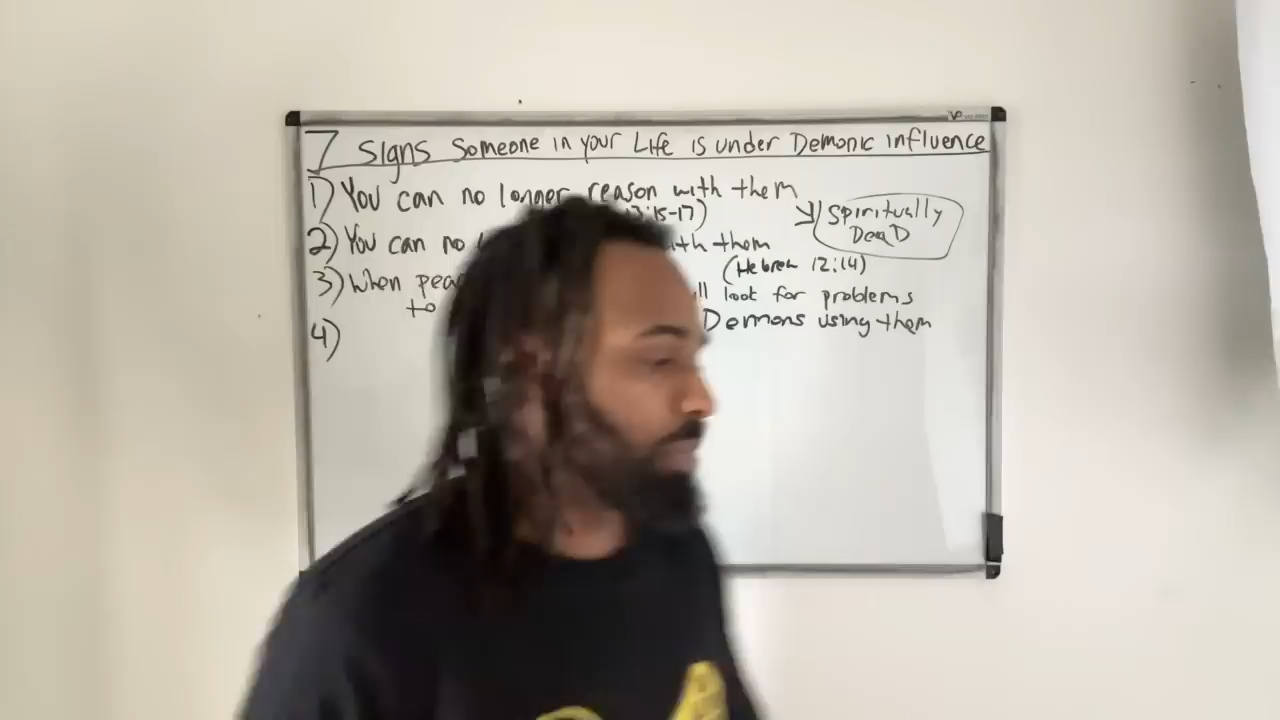 7 Signs Someone in your Life is under Demonic influence
1) You can no longer reason with them
:15-17)
Spiritually
DeaD
2) You can no with them
(Hebrew 12:14)
3) When
to look for problems
Demons using them
4)